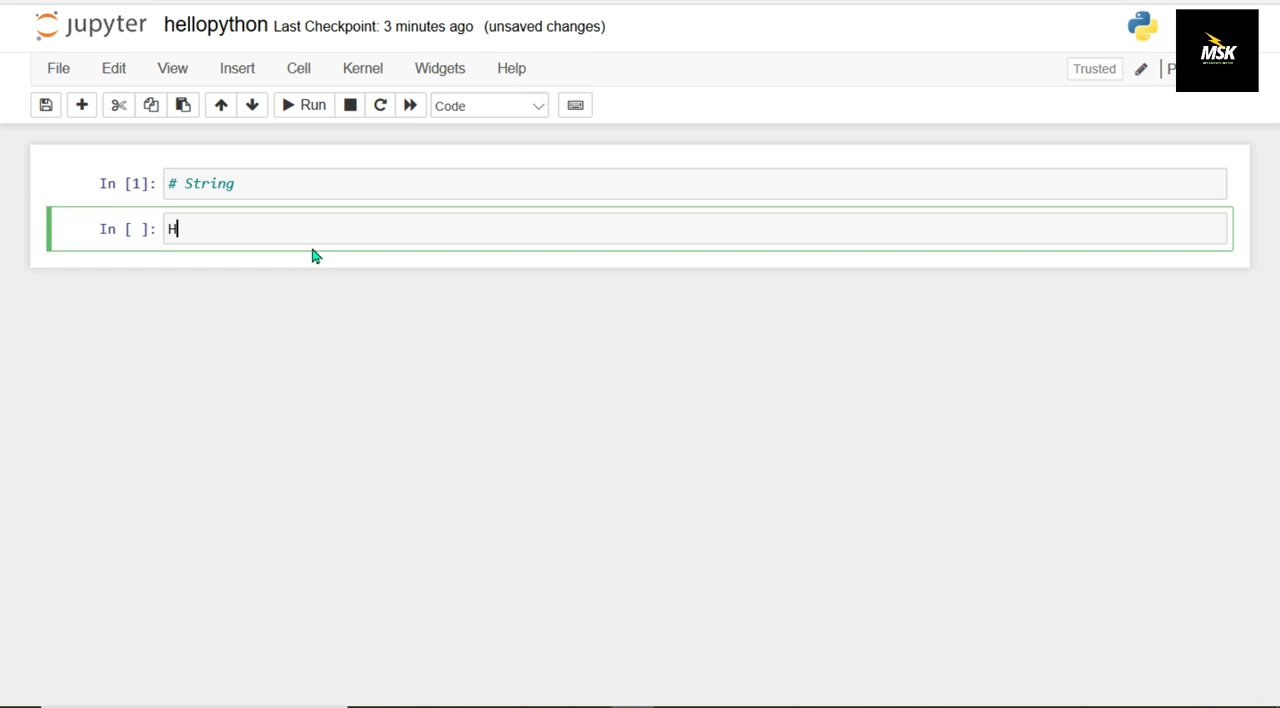 jupyter hellopython Last Checkpoint: 3 minutes ago (unsaved changes)
MSK
File Edit View Insert Cell Kernel Widgets Help Trusted P
Run Code
In [1]: # String
In [ ]: H